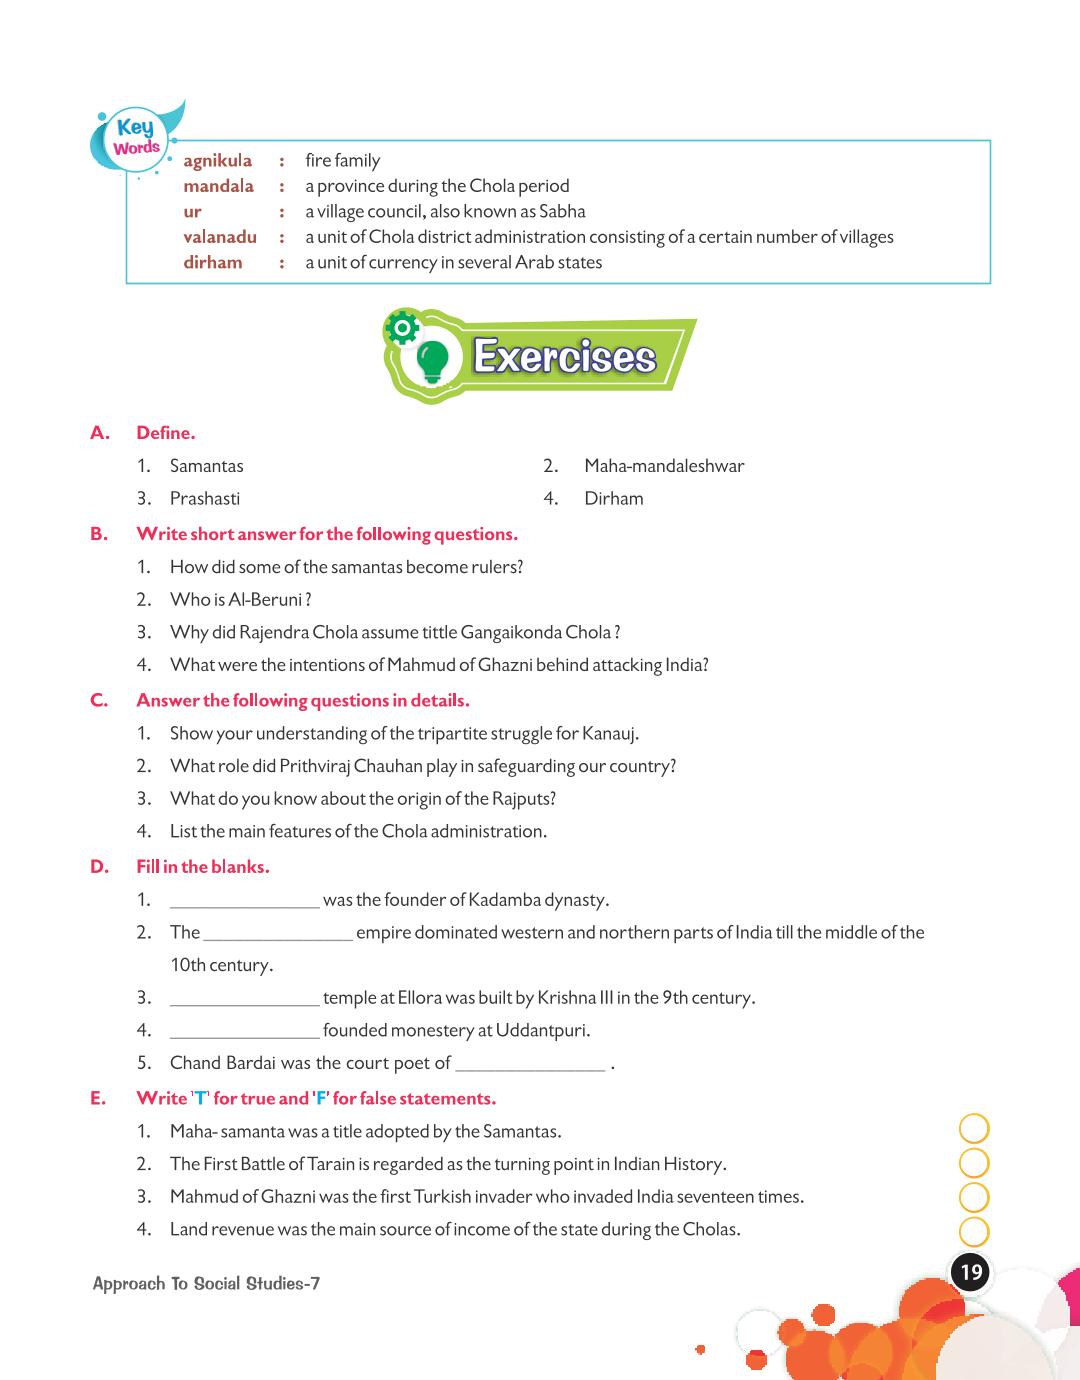 Key
Words
agnikula : fire family
mandala : a province during the Chola period
ur : a village council, also known as Sabha
valanadu : a unit of Chola district administration consisting of a certain number of villages
dirham : a unit of currency in several Arab states
Exercises
A. Define.
1. Samantas 2. Maha-mandaleshwar
3. Prashasti 4. Dirham
B. Write short answer for the following questions.
1. How did some of the samantas become rulers?
2. Who is Al-Beruni ?
3. Why did Rajendra Chola assume tittle Gangaikonda Chola ?
4. What were the intentions of Mahmud of Ghazni behind attacking India?
C. Answer the following questions in details.
1. Show your understanding of the tripartite struggle for Kanauj.
2. What role did Prithviraj Chauhan play in safeguarding our country?
3. What do you know about the origin of the Rajputs?
4. List the main features of the Chola administration.
D. Fill in the blanks.
1. _______________ was the founder of Kadamba dynasty.
2. The _______________ empire dominated western and northern parts of India till the middle of the
10th century.
3. _______________ temple at Ellora was built by Krishna III in the 9th century.
4. _______________ founded monestery at Uddantpuri.
5. Chand Bardai was the court poet of _______________ .
E. Write 'T' for true and 'F' for false statements.
1. Maha- samanta was a title adopted by the Samantas.
2. The First Battle of Tarain is regarded as the turning point in Indian History.
3. Mahmud of Ghazni was the first Turkish invader who invaded India seventeen times.
4. Land revenue was the main source of income of the state during the Cholas.
Approach To Social Studies-7
19